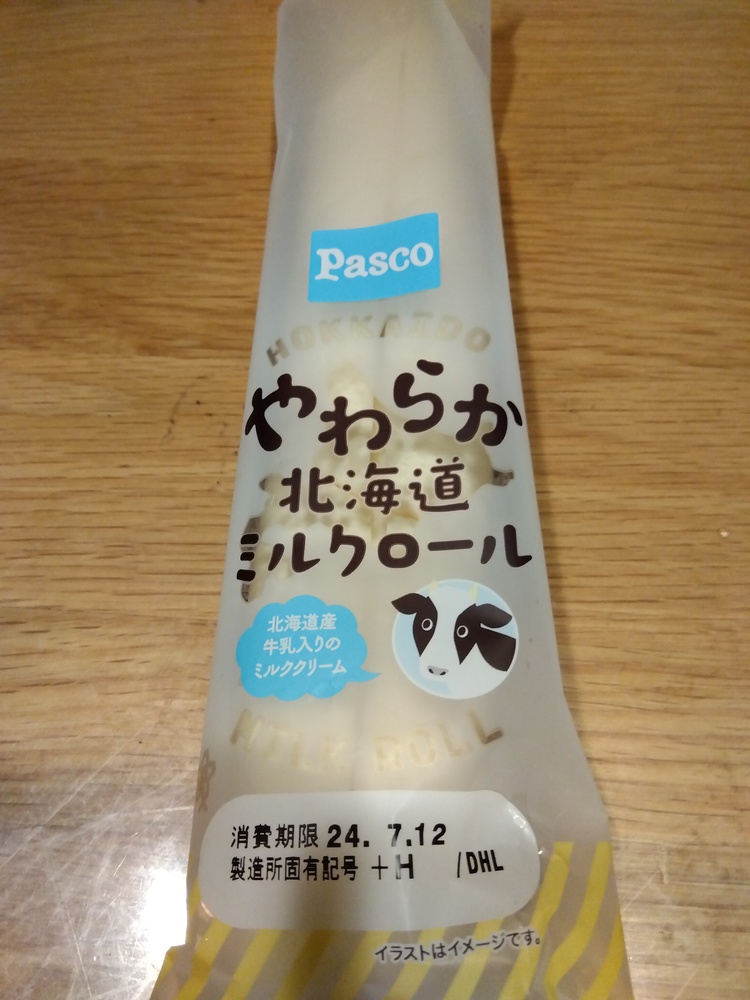 Pasco
HOKKAIDO
やわらか
北海道
ミルクロール
北海道産
牛乳入りの
ミルククリーム
MILK ROLL
消費期限 24. 7.12
製造所固有記号 +H /DHL
イラストはイメージです。